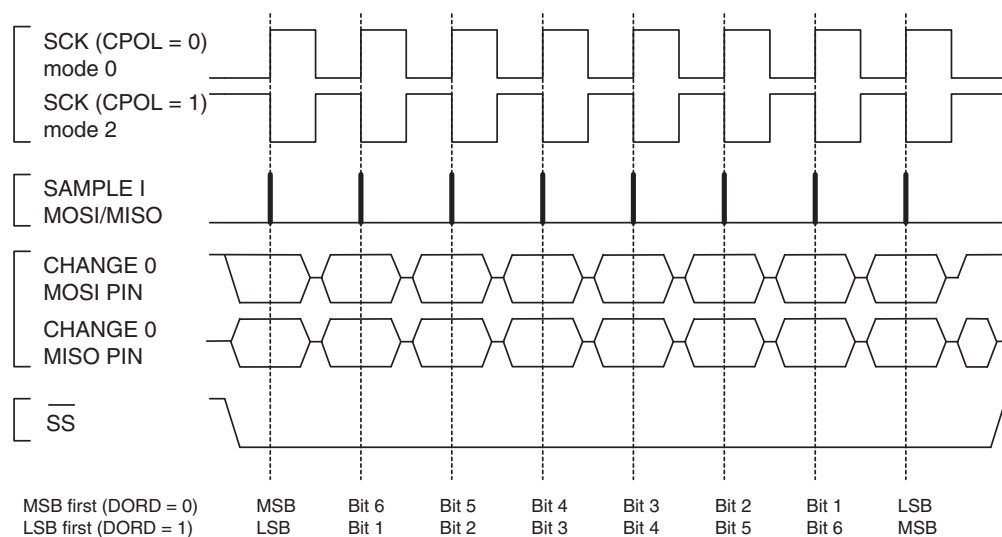 SCK (CPOL = 0)
mode 0
SCK (CPOL = 1)
mode 2
SAMPLE I
MOSI/MISO
CHANGE 0
MOSI PIN
CHANGE 0
MISO PIN
SS
MSB first (DORD = 0) MSB Bit 6 Bit 5 Bit 4 Bit 3 Bit 2 Bit 1 LSB
LSB first (DORD = 1) LSB Bit 1 Bit 2 Bit 3 Bit 4 Bit 5 Bit 6 MSB